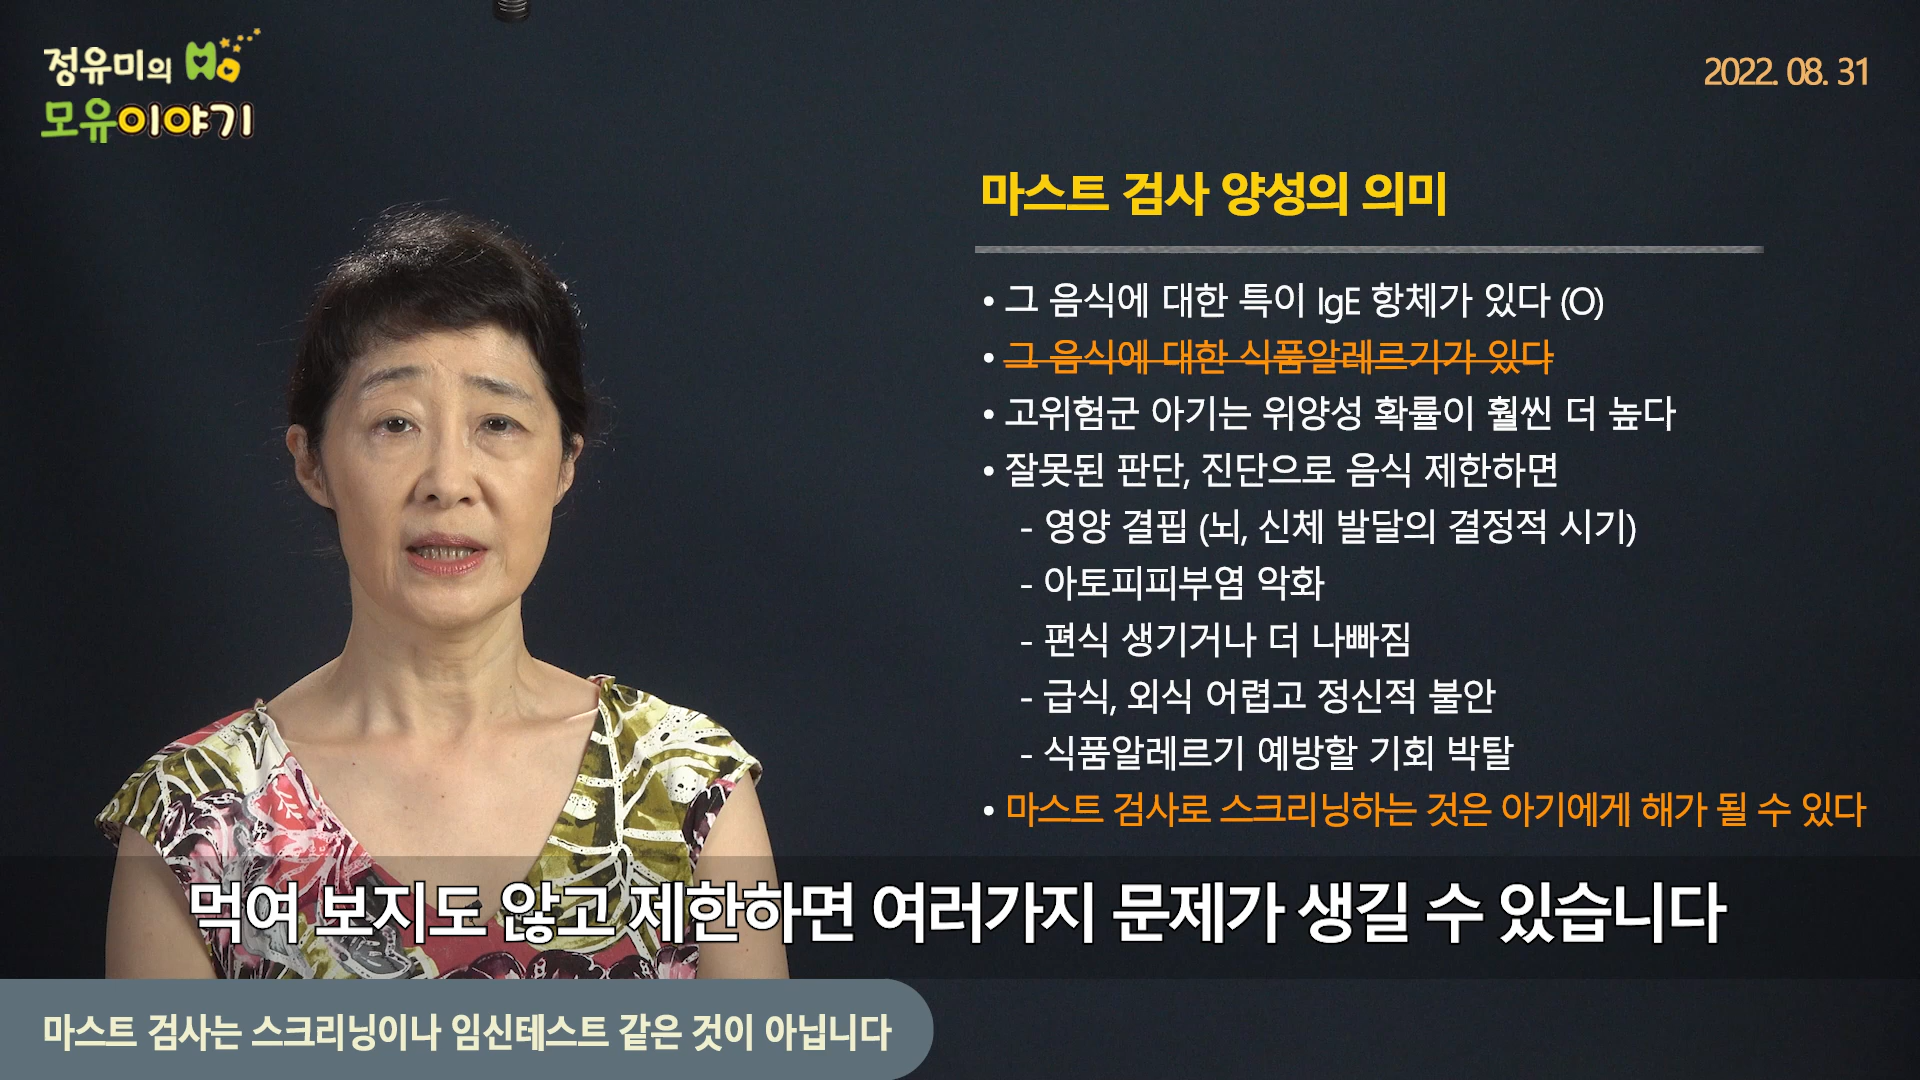 정유미의 Mo
모유이야기
2022. 08. 31
마스트 검사 양성의 의미
• 그 음식에 대한 특이 IgE 항체가 있다 (O)
• 그 음식에 대한 식품알레르기가 있다
• 고위험군 아기는 위양성 확률이 훨씬 더 높다
• 잘못된 판단, 진단으로 음식 제한하면
- 영양 결핍 (뇌, 신체 발달의 결정적 시기)
- 아토피피부염 악화
- 편식 생기거나 더 나빠짐
- 급식, 외식 어렵고 정신적 불안
- 식품알레르기 예방할 기회 박탈
• 마스트 검사로 스크리닝하는 것은 아기에게 해가 될 수 있다
먹여 보지도 않고 제한하면 여러가지 문제가 생길 수 있습니다
마스트 검사는 스크리닝이나 임신테스트 같은 것이 아닙니다